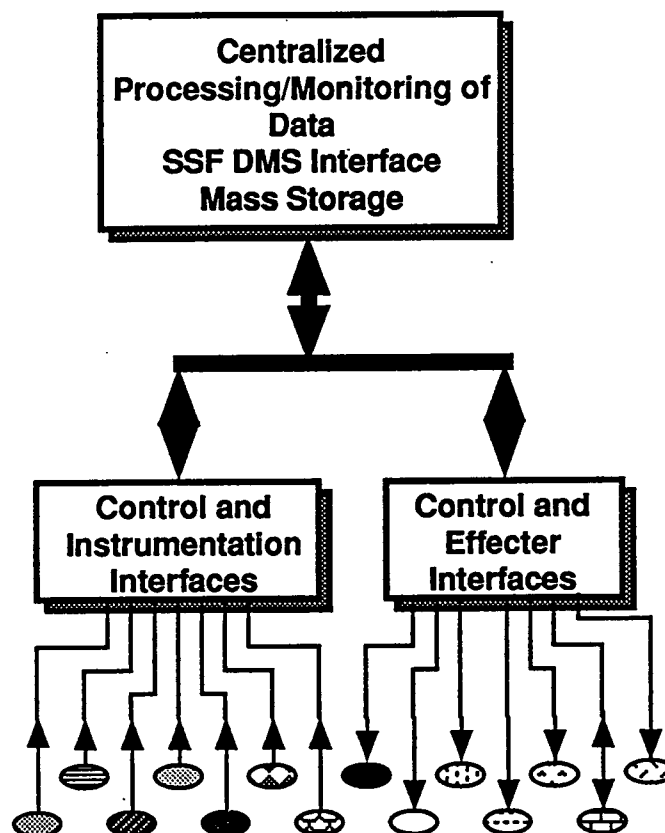 Centralized
Processing/Monitoring of
Data
SSF DMS Interface
Mass Storage
Control and
Instrumentation
Interfaces
Control and
Effecter
Interfaces